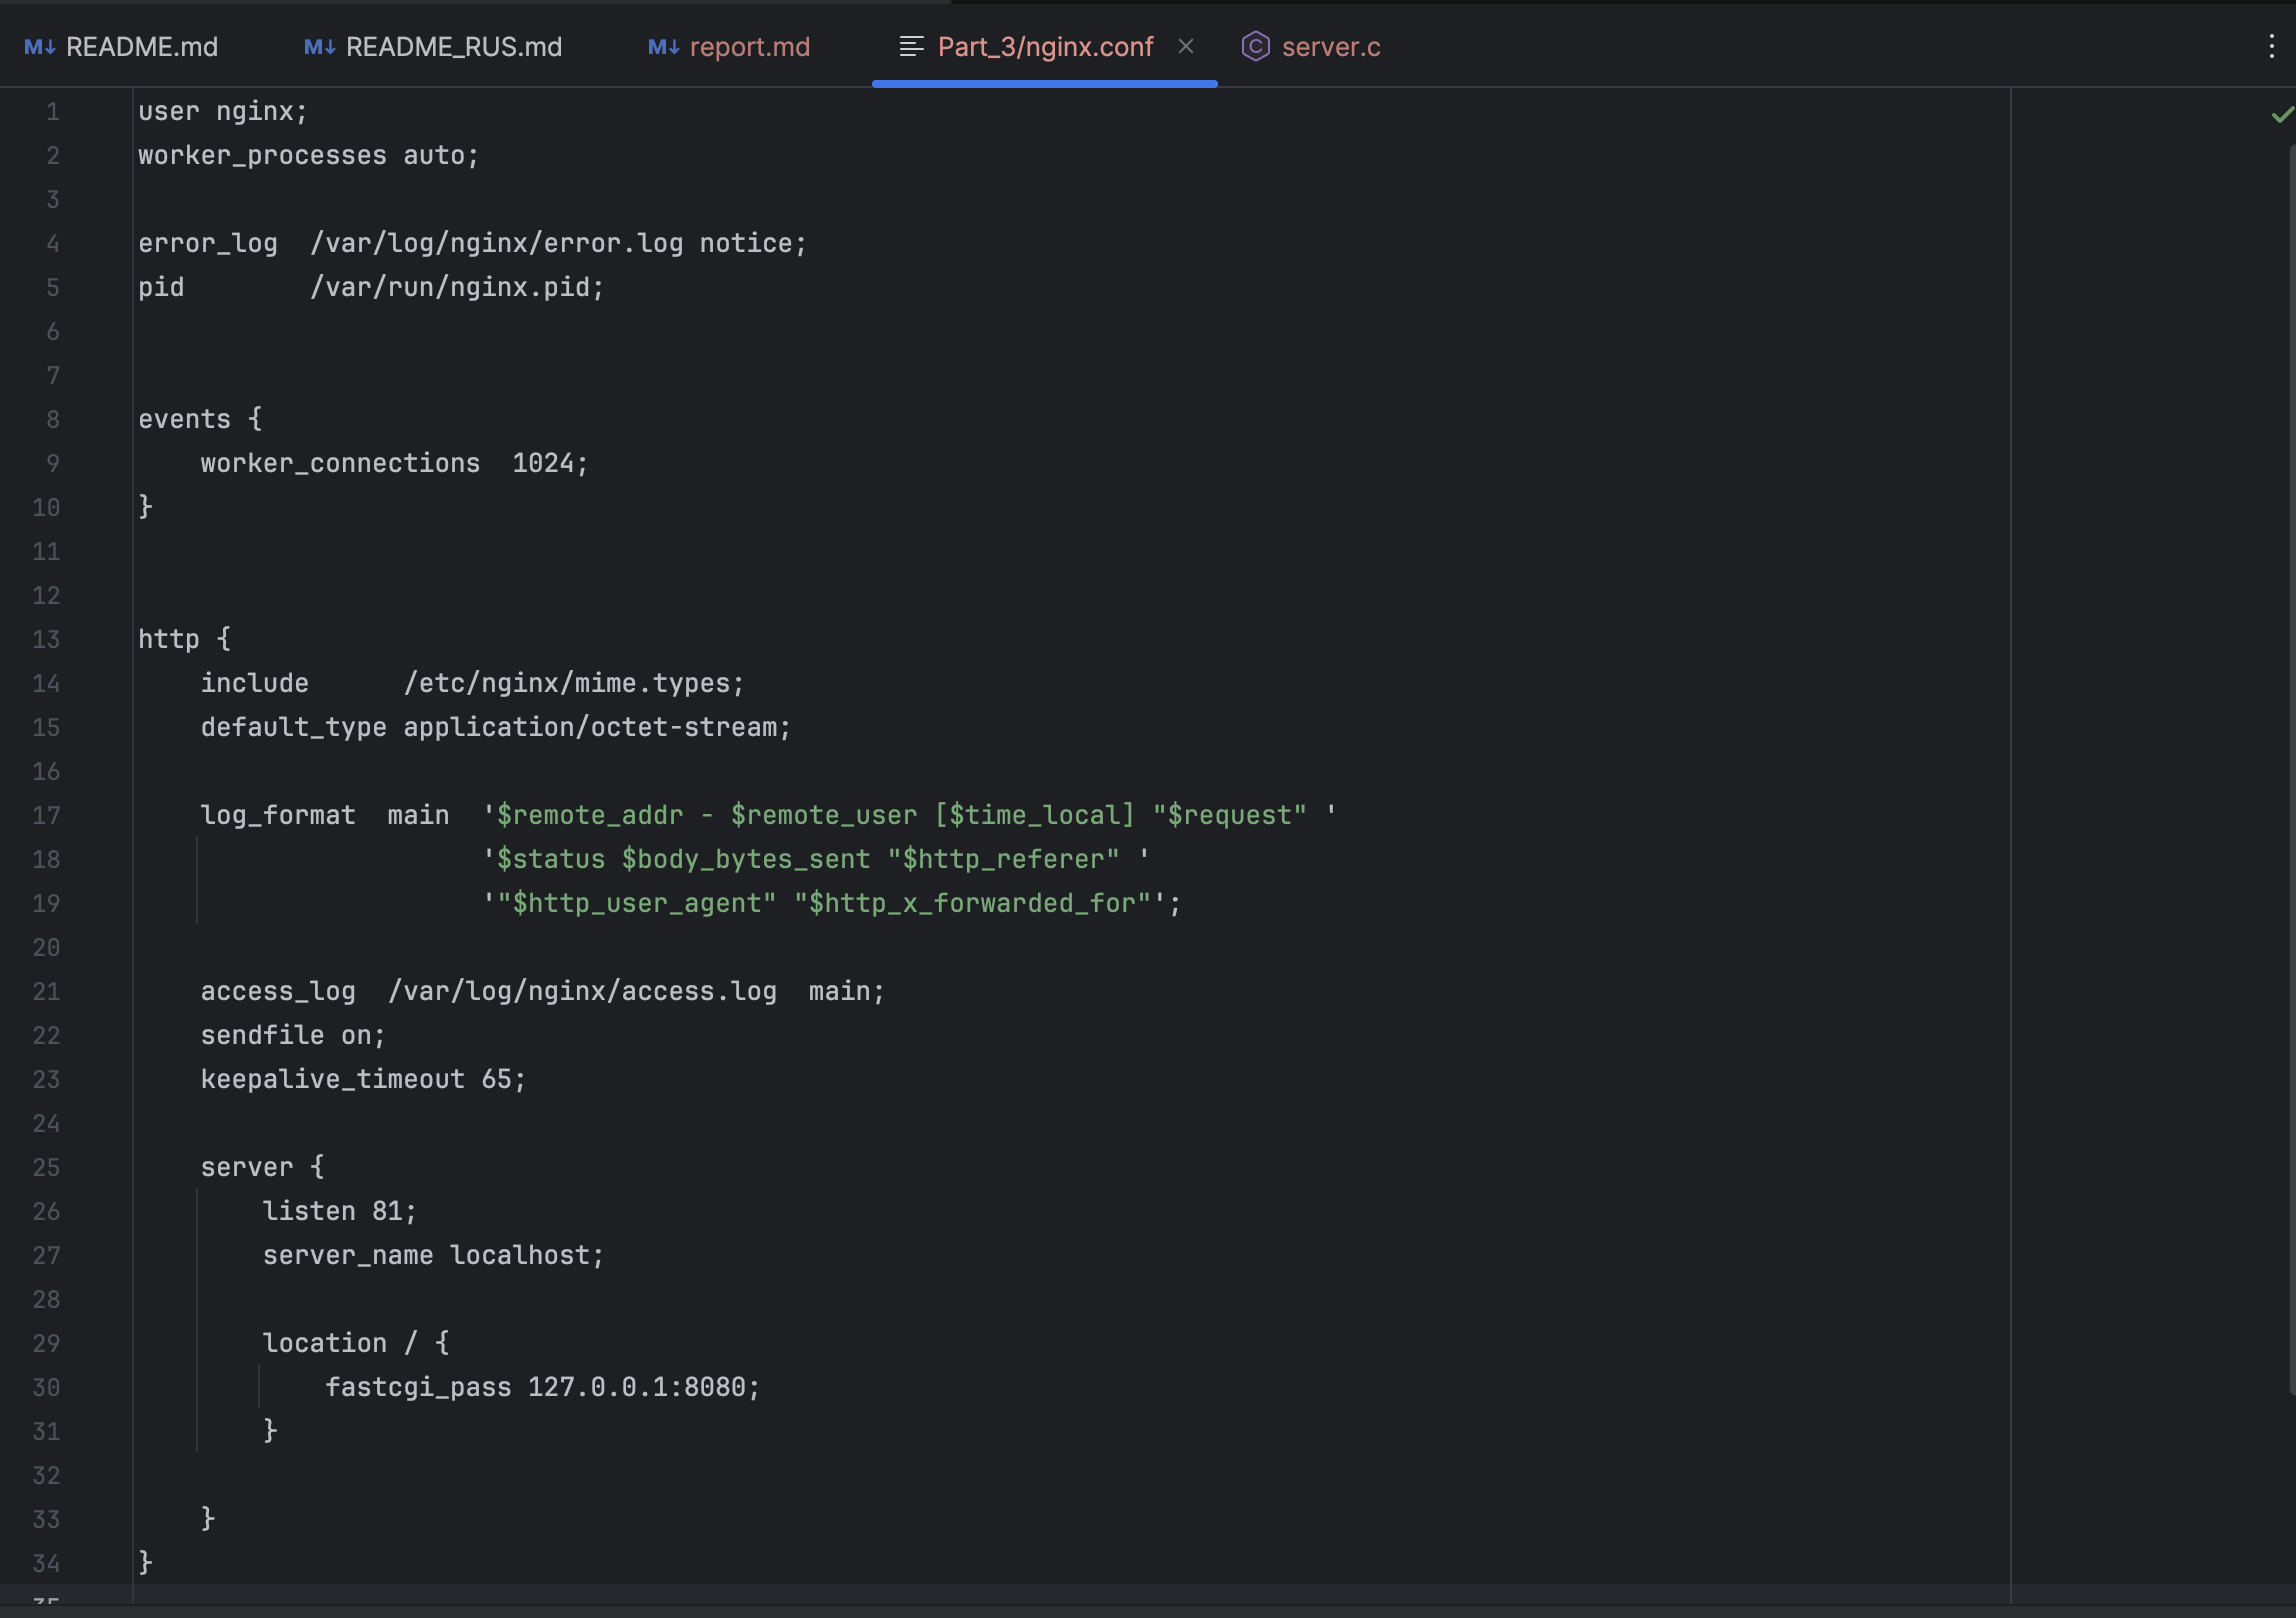 README.md README_RUS.md report.md Part_3/nginx.conf server.c
1 user nginx;
2 worker_processes auto;
3
4 error_log  /var/log/nginx/error.log notice;
5 pid        /var/run/nginx.pid;
6
7
8 events {
9     worker_connections  1024;
10 }
11
12
13 http {
14     include      /etc/nginx/mime.types;
15     default_type application/octet-stream;
16
17     log_format  main  '$remote_addr - $remote_user [$time_local] "$request" '
18                       '$status $body_bytes_sent "$http_referer" '
19                       '"$http_user_agent" "$http_x_forwarded_for"';
20
21     access_log  /var/log/nginx/access.log  main;
22     sendfile on;
23     keepalive_timeout 65;
24
25     server {
26         listen 81;
27         server_name localhost;
28
29         location / {
30             fastcgi_pass 127.0.0.1:8080;
31         }
32
33     }
34 }
35